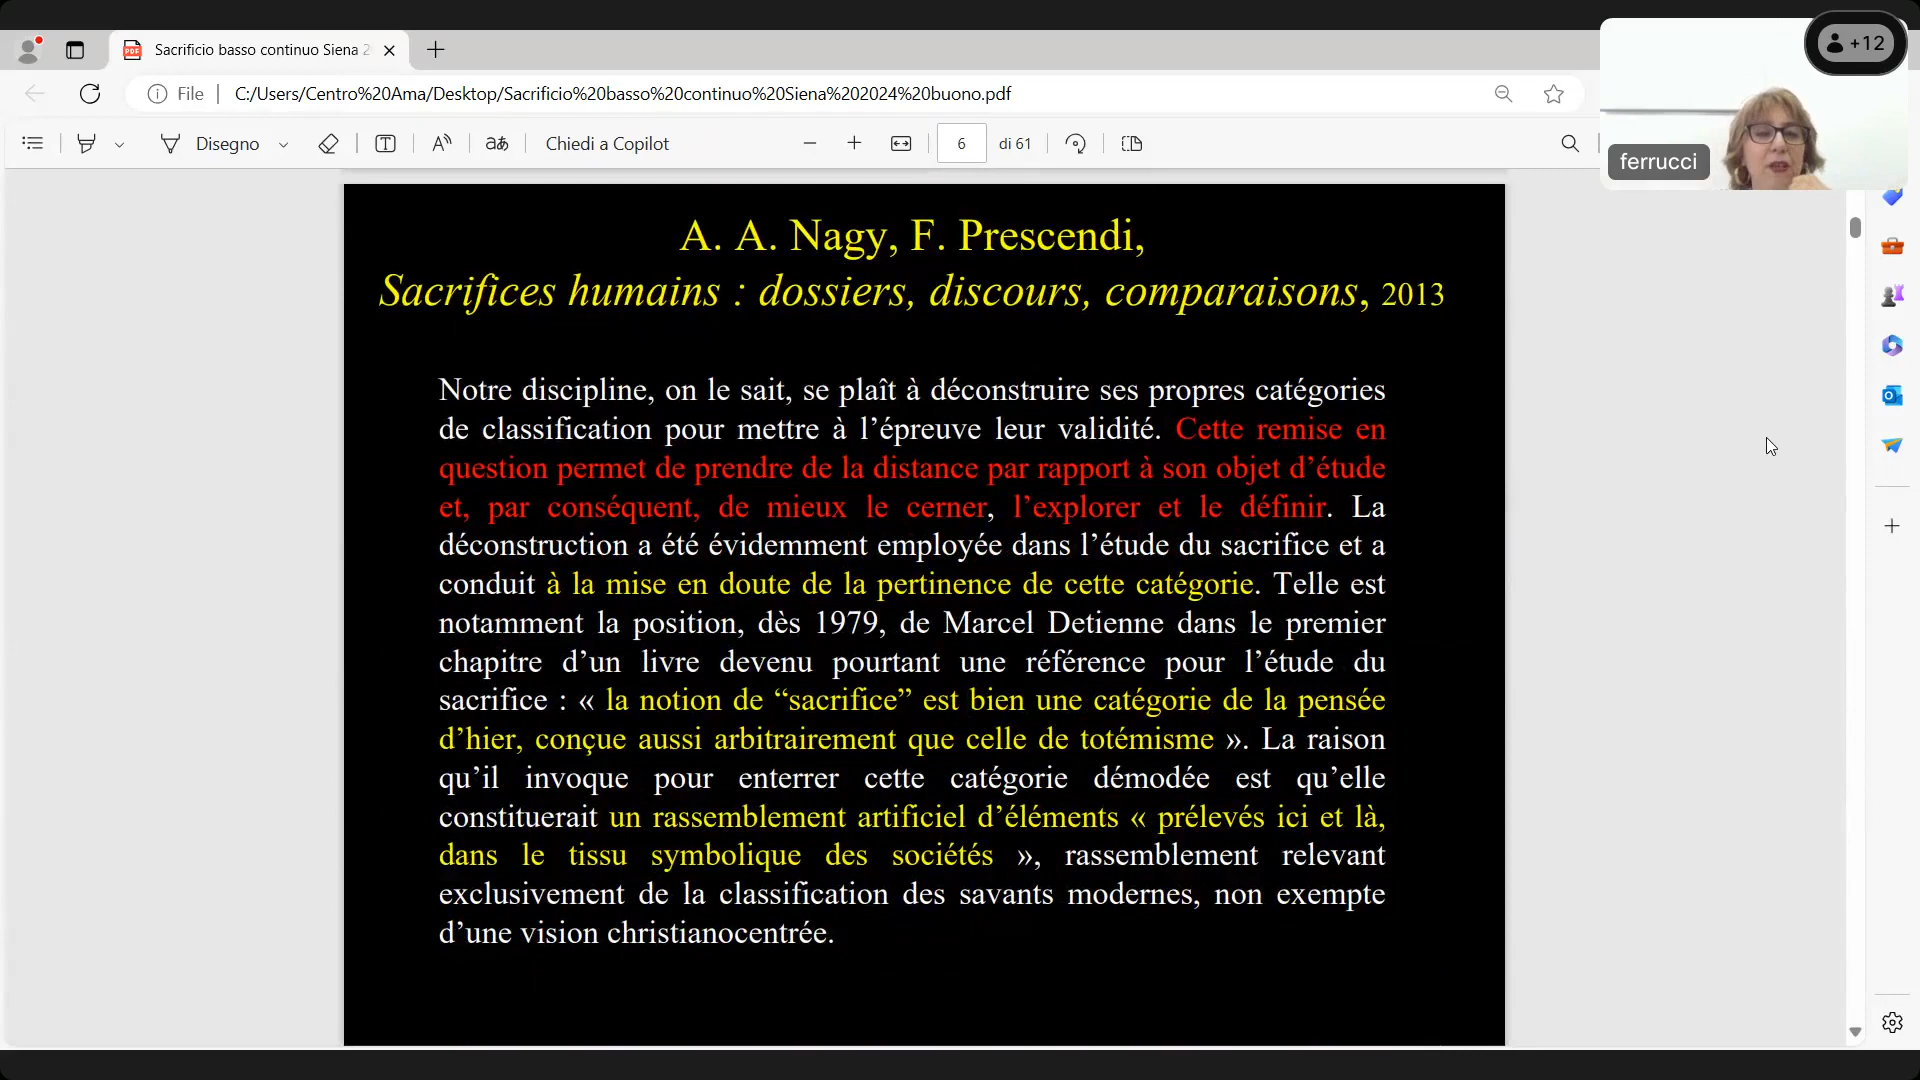 Sacrificio basso continuo Siena 2
+12
File
C:/Users/Centro%20Ama/Desktop/Sacrificio%20basso%20continuo%20Siena%202024%20buono.pdf
Disegno
Chiedi a Copilot
6
di 61
ferrucci
A. A. Nagy, F. Prescendi,
Sacrifices humains : dossiers, discours, comparaisons, 2013
Notre discipline, on le sait, se plaît à déconstruire ses propres catégories
de classification pour mettre à l’épreuve leur validité. Cette remise en
question permet de prendre de la distance par rapport à son objet d’étude
et, par conséquent, de mieux le cerner, l’explorer et le définir. La
déconstruction a été évidemment employée dans l’étude du sacrifice et a
conduit à la mise en doute de la pertinence de cette catégorie. Telle est
notamment la position, dès 1979, de Marcel Detienne dans le premier
chapitre d’un livre devenu pourtant une référence pour l’étude du
sacrifice : « la notion de “sacrifice” est bien une catégorie de la pensée
d’hier, conçue aussi arbitrairement que celle de totémisme ». La raison
qu’il invoque pour enterrer cette catégorie démodée est qu’elle
constituerait un rassemblement artificiel d’éléments « prélevés ici et là,
dans le tissu symbolique des sociétés », rassemblement relevant
exclusivement de la classification des savants modernes, non exempte
d’une vision christianocentrée.